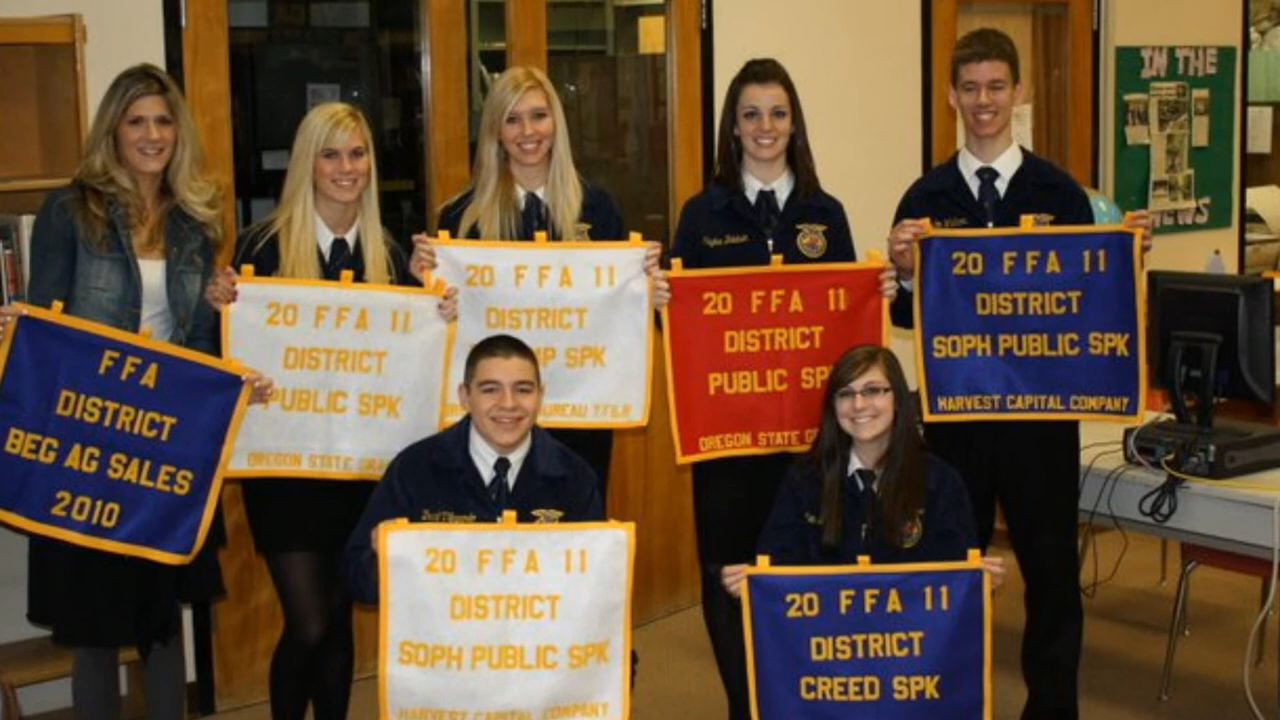 IN THE
NEWS
FFA
DISTRICT
BEG AG SALES
2010
20 FFA 11
DISTRICT
PUBLIC SPK
OREGON STATE
20 FFA 11
DISTRICT
SPK
20 FFA 11
DISTRICT
PUBLIC
OREGON STATE
20 FFA 11
DISTRICT
SOPH PUBLIC SPK
HARVEST CAPITAL COMPANY
20 FFA 11
DISTRICT
SOPH PUBLIC SPK
HARVEST CAPITAL COMPANY
20 FFA 11
DISTRICT
CREED SPK